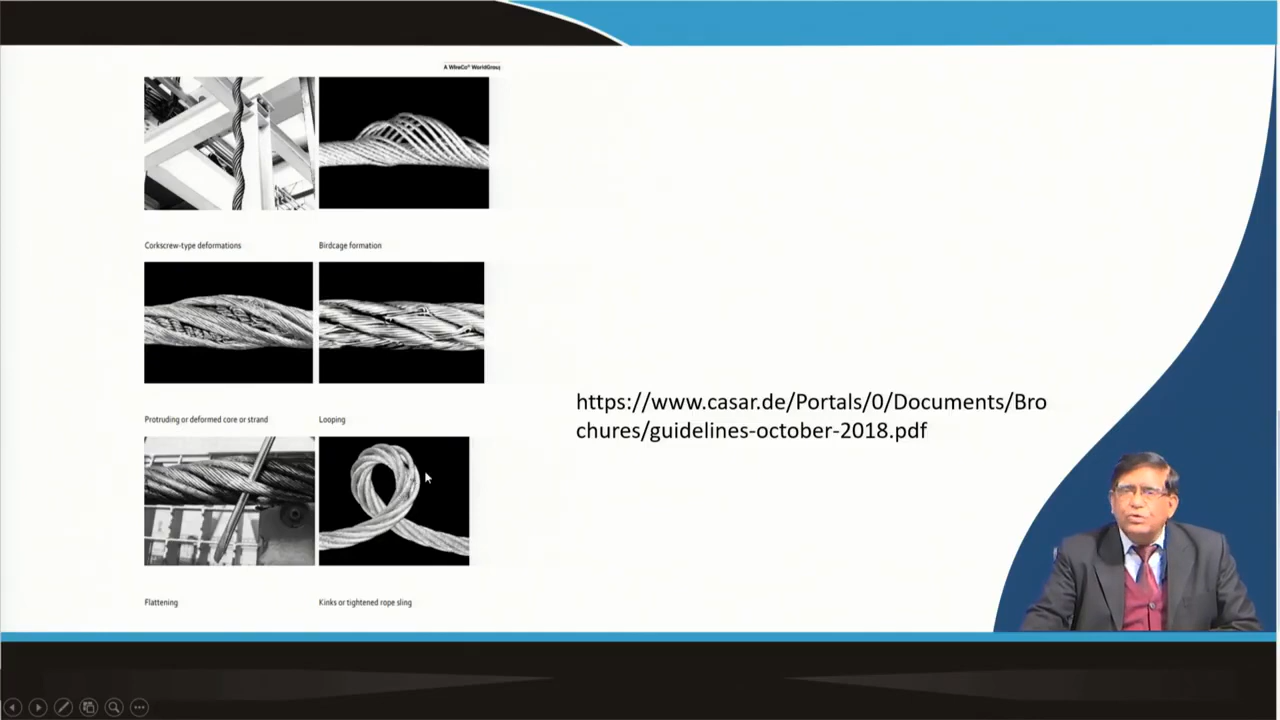 A WireCo® WorldGroup
Corkscrew-type deformations
Birdcage formation
Protruding or deformed core or strand
Looping
Flattening
Kinks or tightened rope sling
https://www.casar.de/Portals/0/Documents/Bro
chures/guidelines-october-2018.pdf